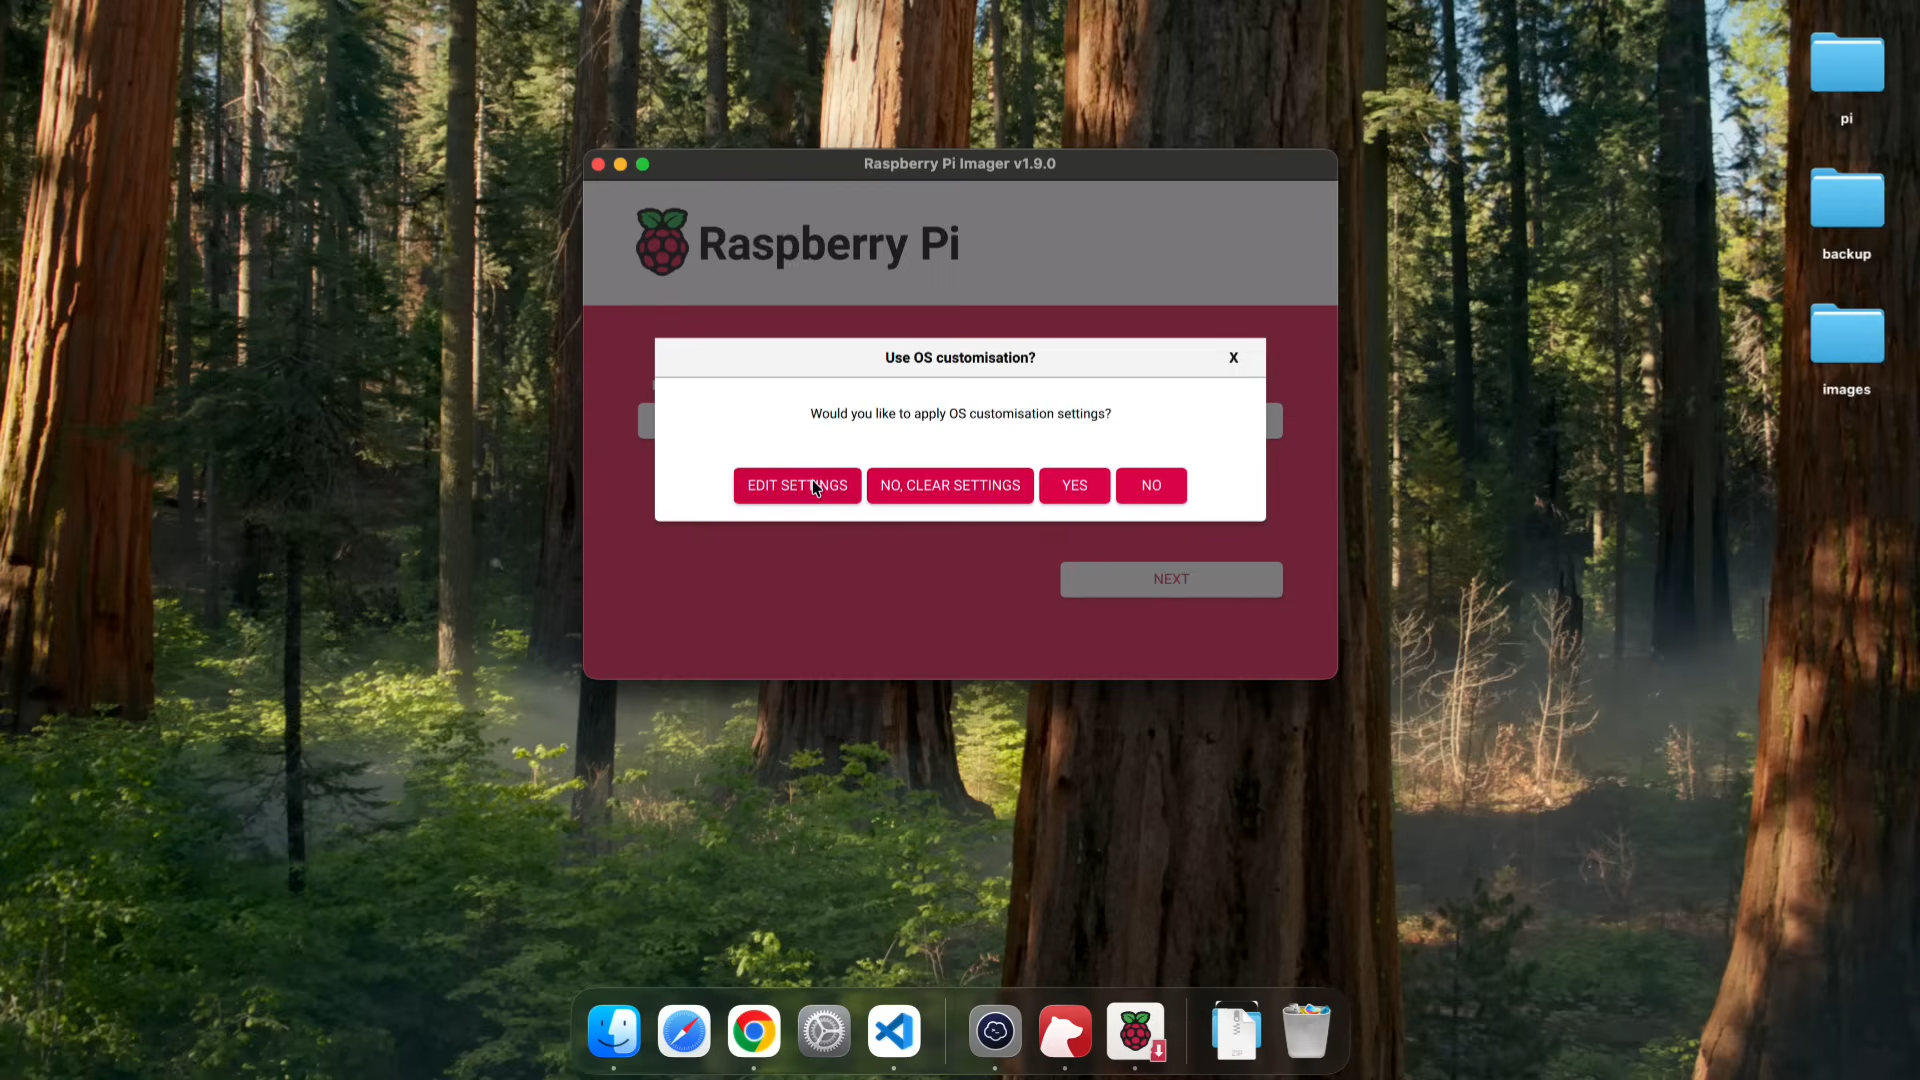 Raspberry Pi Imager v1.9.0
Raspberry Pi
Use OS customisation?
X
Would you like to apply OS customisation settings?
EDIT SETTINGS
NO, CLEAR SETTINGS
YES
NO
NEXT
pi
backup
images
ZIP